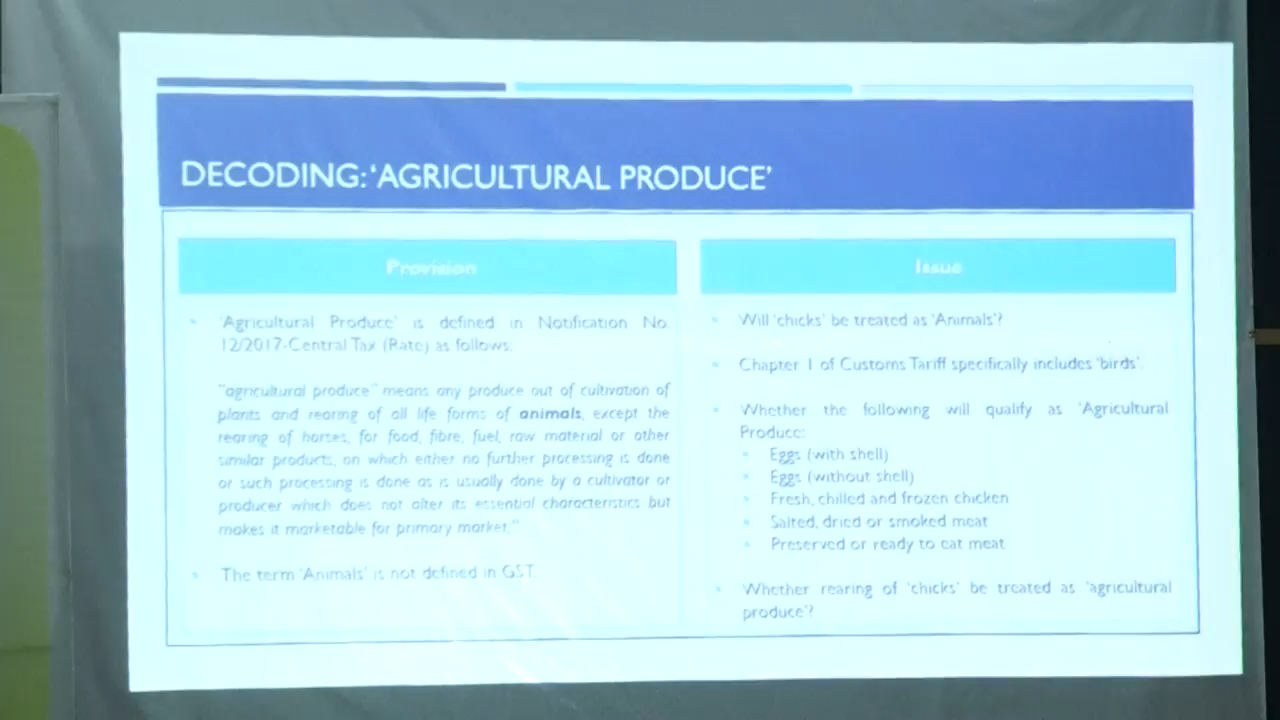 DECODING: 'AGRICULTURAL PRODUCE'
Provision
'Agricultural Produce' is defined in Notification No.
12/2017-Central Tax (Rate) as follows:
"agricultural produce" means any produce out of cultivation of
plants and rearing of all life forms of animals, except the
rearing of horses, for food, fibre, fuel, raw material or other
similar products, on which either no further processing is done
or such processing is done as is usually done by a cultivator or
producer which does not alter its essential characteristics but
makes it marketable for primary market."
The term 'Animals' is not defined in GST.
Issue
Will 'chicks' be treated as 'Animals'?
Chapter 1 of Customs Tariff specifically includes 'birds'.
Whether the following will qualify as 'Agricultural
Produce:
Eggs (with shell)
Eggs (without shell)
Fresh, chilled and frozen chicken
Salted, dried or smoked meat
Preserved or ready to eat meat
Whether rearing of 'chicks' be treated as 'agricultural
produce'?